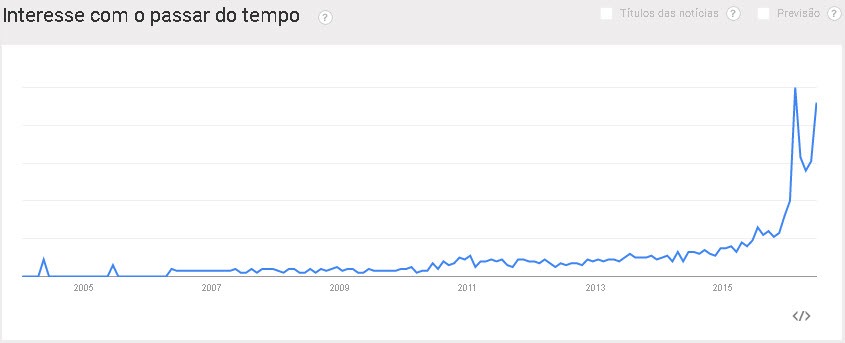 Interesse com o passar do tempo ?
Títulos das notícias ? Previsão ?
2005 2007 2009 2011 2013 2015
</>